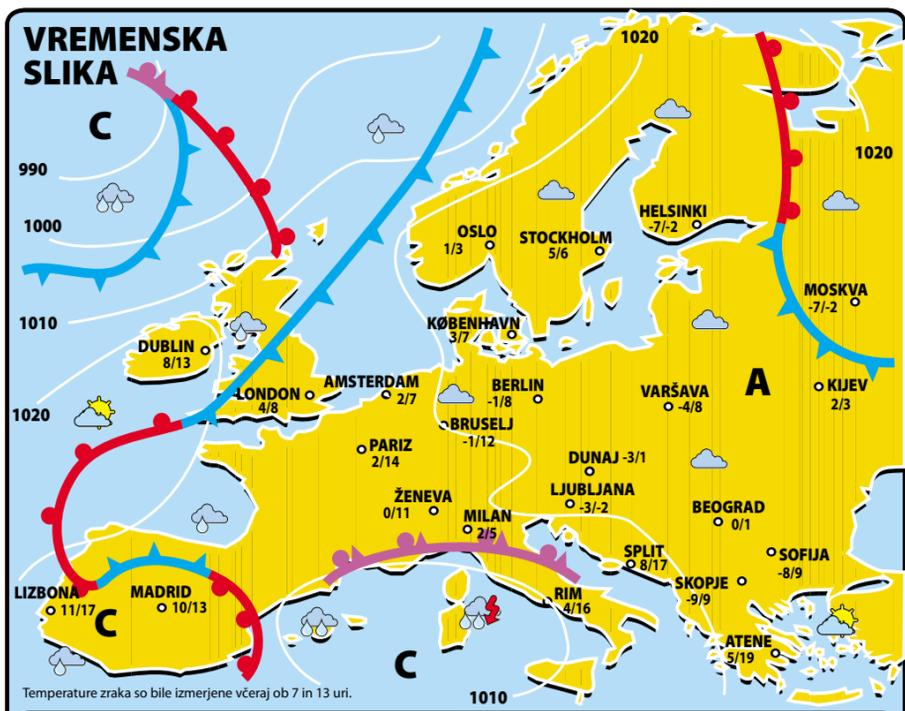 VREMENSKA
SLIKA
C
990
1000
1010
1020
1020
1020
OSLO
1/3
STOCKHOLM
5/6
HELSINKI
-7/-2
MOSKVA
-7/-2
KØBENHAVN
3/7
DUBLIN
8/13
LONDON
4/8
AMSTERDAM
2/7
BERLIN
-1/8
VARŠAVA
-4/8
A
KIJEV
2/3
BRUSELJ
-1/12
PARIZ
2/14
DUNAJ -3/1
LJUBLJANA
-3/-2
ŽENEVA
0/11
MILAN
2/5
BEOGRAD
0/1
SPLIT
8/17
SOFIJA
-8/9
SKOPJE
-9/9
LIZBONA
11/17
C
MADRID
10/13
RIM
4/16
ATENE
5/19
C
1010
Temperature zraka so bile izmerjene včeraj ob 7 in 13 uri.